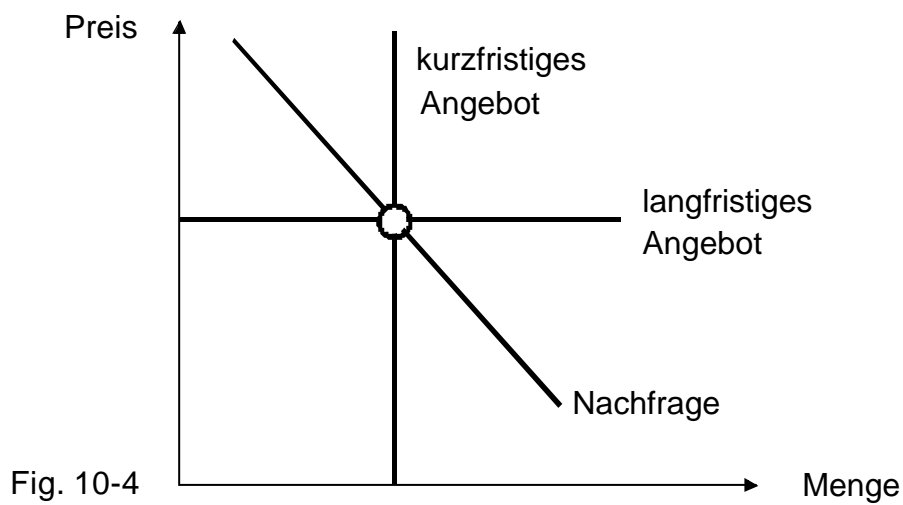 Preis
kurzfristiges
Angebot
langfristiges
Angebot
Nachfrage
Fig. 10-4
Menge